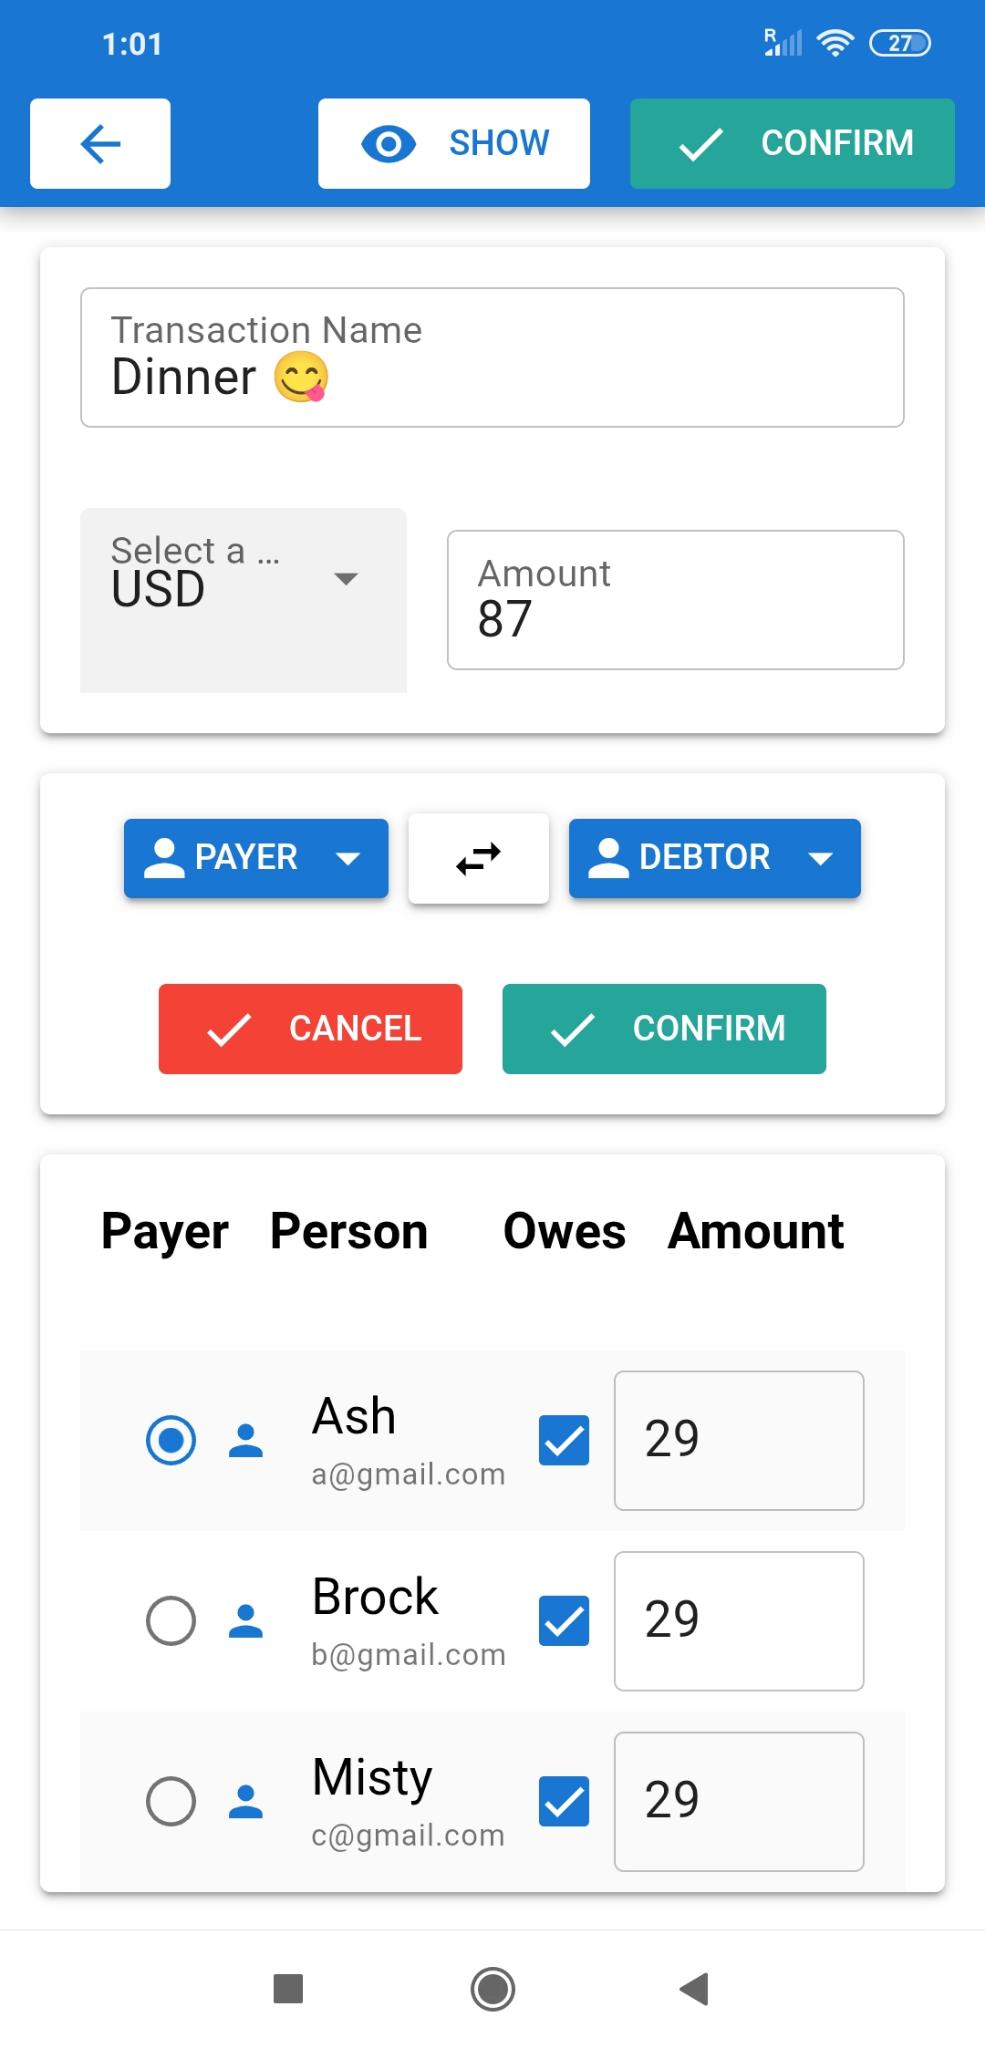 1:01
R
27
SHOW
CONFIRM
Transaction Name
Dinner 😋
Select a ...
USD
Amount
87
PAYER
DEBTOR
CANCEL
CONFIRM
Payer Person Owes Amount
Ash
a@gmail.com
29
Brock
b@gmail.com
29
Misty
c@gmail.com
29